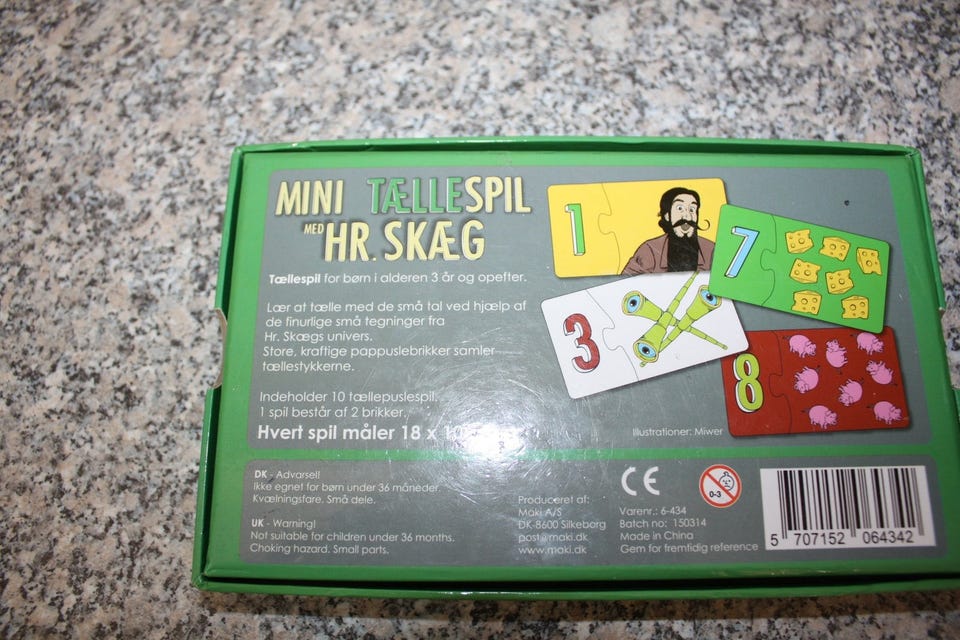 MINI TÆLLESPIL
MED HR. SKÆG
Tællespil for børn i alderen 3 år og opefter.
Lær at tælle med de små tal ved hjælp af
de finurlige små tegninger fra
Hr. Skægs univers.
Store, kraftige pappuslebrikker samler
tællestykkerne.
Indeholder 10 tællepuslespil.
1 spil består af 2 brikker.
Hvert spil måler 18 x
1
7
3
8
Illustrationer: Miwer
DK - Advarsel!
Ikke egnet for børn under 36 måneder.
Kvælningsfare. Små dele.
UK - Warning!
Not suitable for children under 36 months.
Choking hazard. Small parts.
Produceret af:
Maki A/S
DK-8600 Silkeborg
post@maki.dk
www.maki.dk
CE
0-3
Varenr.: 6-434
Batch no: 150314
Made in China
Gem for fremtidig reference
5 707152 064342